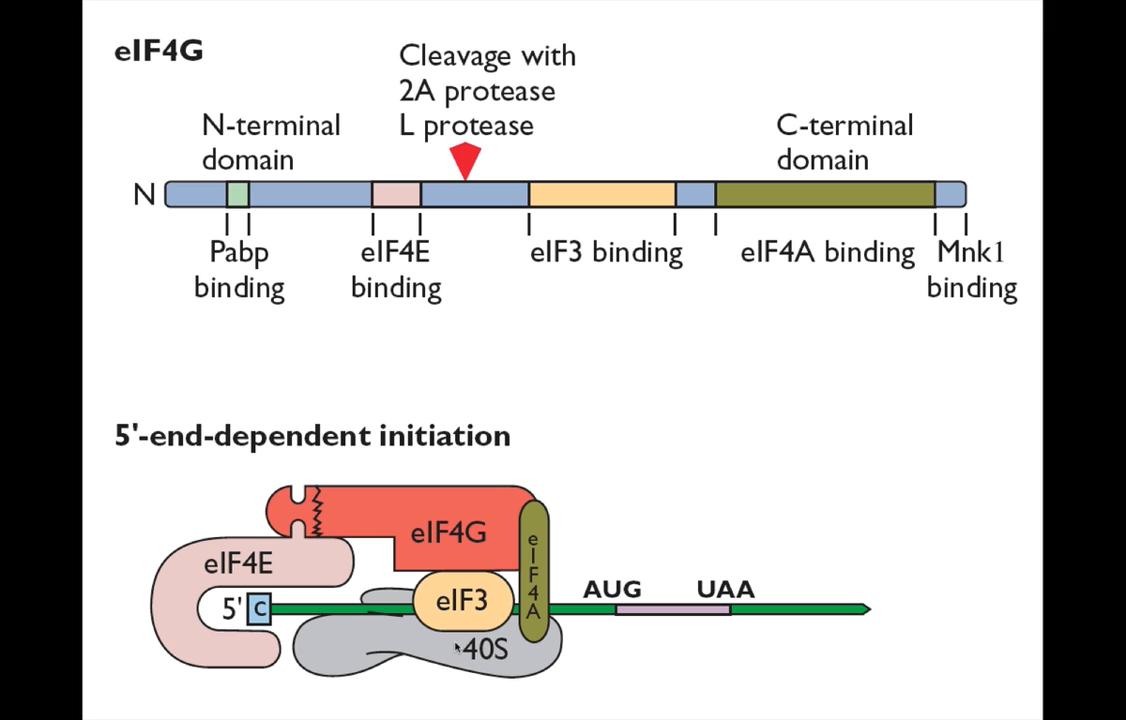 eIF4G
Cleavage with
2A protease
L protease
N-terminal
domain
C-terminal
domain
N
Pabp
binding
eIF4E
binding
eIF3 binding
eIF4A binding
Mnk1
binding
5'-end-dependent initiation
eIF4G
eIF4E
eIF4A
5'
C
eIF3
AUG
UAA
40S